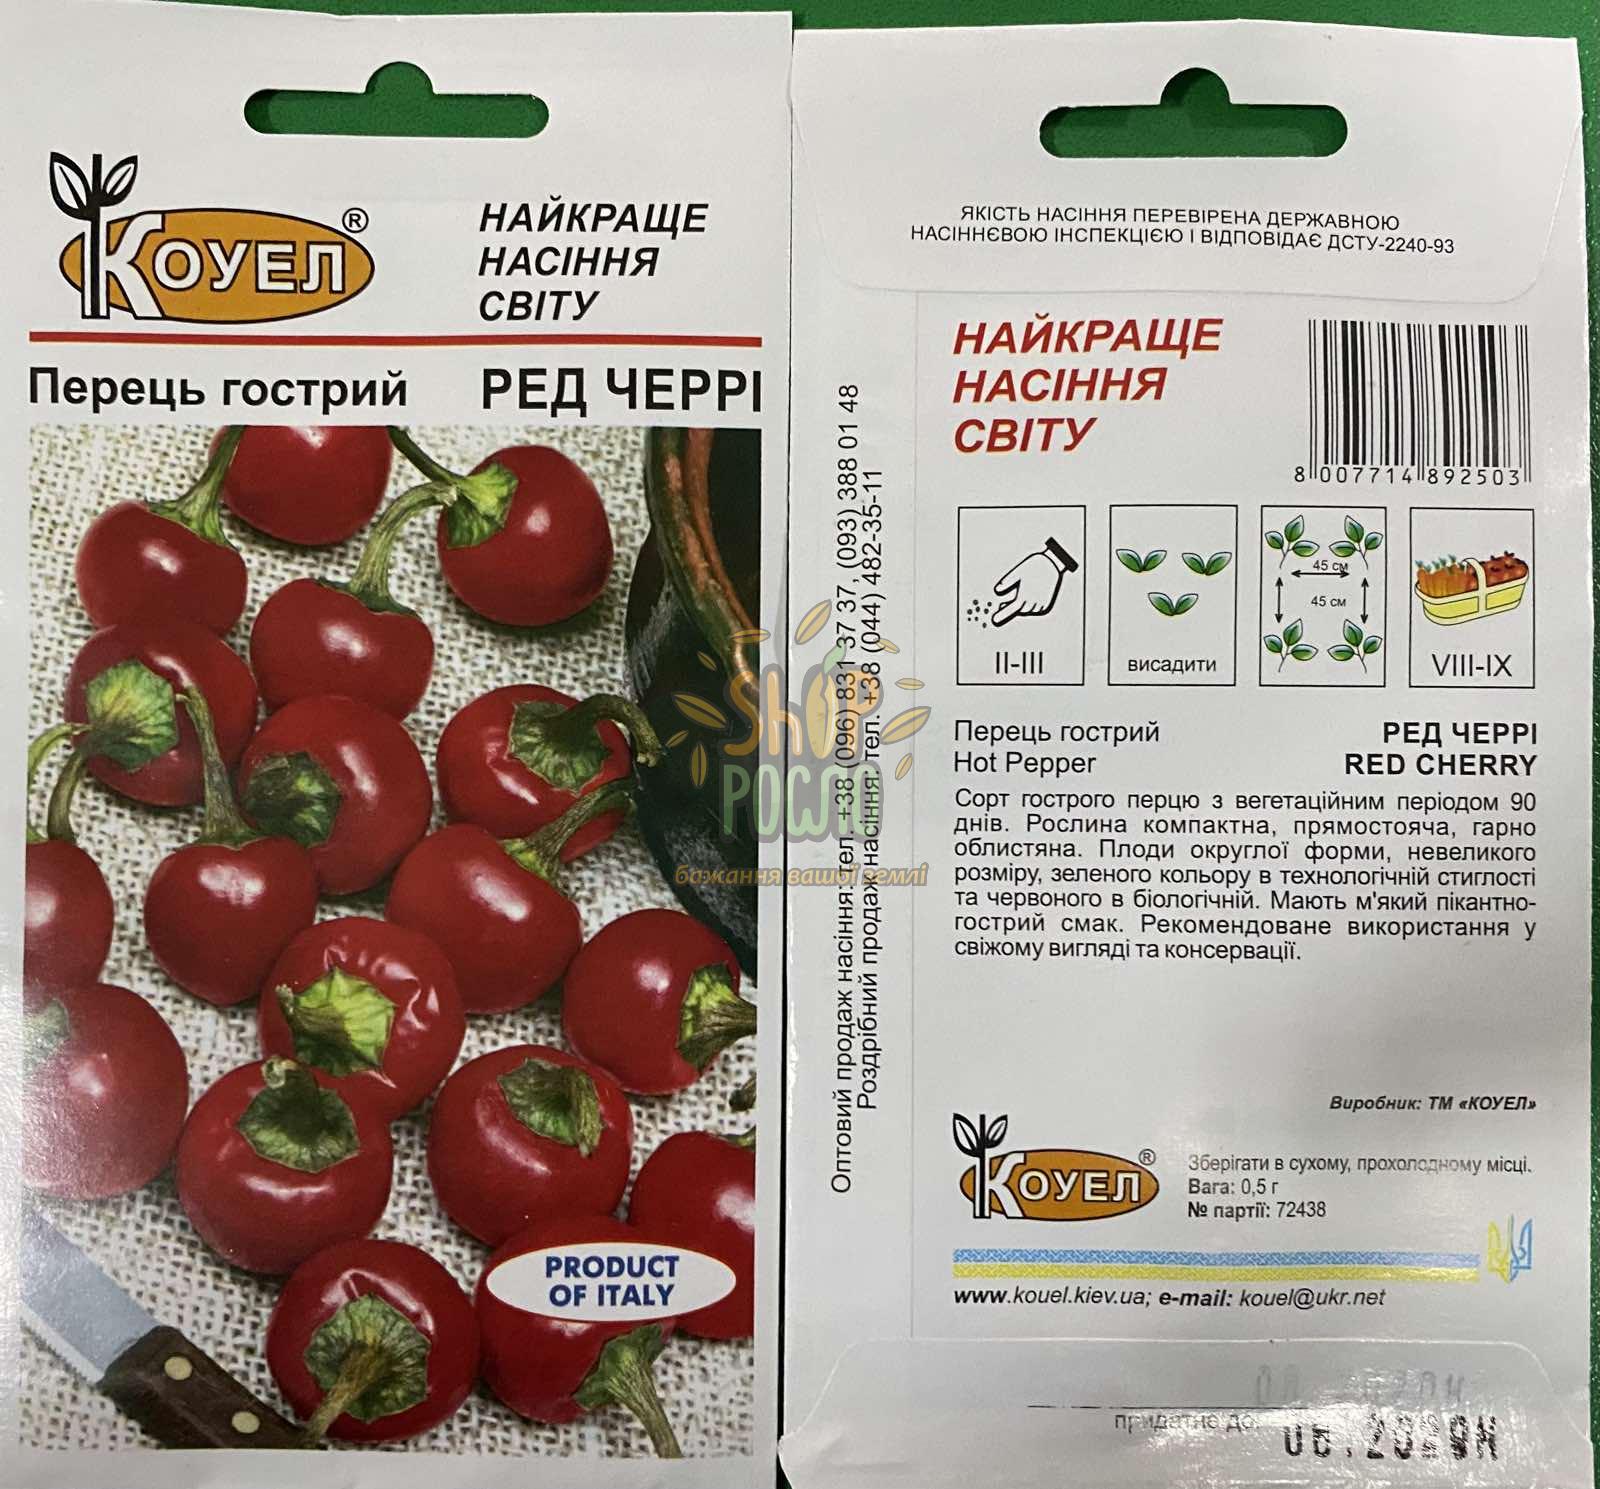 КОУЕЛ ®
НАЙКРАЩЕ
НАСІННЯ
СВІТУ
Перець гострий РЕД ЧЕРРІ
PRODUCT
OF ITALY
SHOP
РОСЛО
бажання вашої землі
ЯКІСТЬ НАСІННЯ ПЕРЕВІРЕНА ДЕРЖАВНОЮ
НАСІННЄВОЮ ІНСПЕКЦІЄЮ І ВІДПОВІДАЄ ДСТУ-2240-93
НАЙКРАЩЕ
НАСІННЯ
СВІТУ
8 007714 892503
Оптовий продаж насіння: тел. +38 (096) 831 37 37, (093) 388 01 48
Роздрібний продаж насіння: тел. +38 (044) 482-35-11
II-III
висадити
45 см
45 см
VIII-IX
Перець гострий РЕД ЧЕРРІ
Hot Pepper RED CHERRY
Сорт гострого перцю з вегетаційним періодом 90
днів. Рослина компактна, прямостояча, гарно
облистяна. Плоди округлої форми, невеликого
розміру, зеленого кольору в технологічній стиглості
та червоного в біологічній. Мають м'який пікантно-
гострий смак. Рекомендоване використання у
свіжому вигляді та консервації.
Виробник: ТМ «КОУЕЛ»
КОУЕЛ ®
Зберігати в сухому, прохолодному місці.
Вага: 0,5 г
№ партії: 72438
www.kouel.kiev.ua; e-mail: kouel@ukr.net
придатне до: